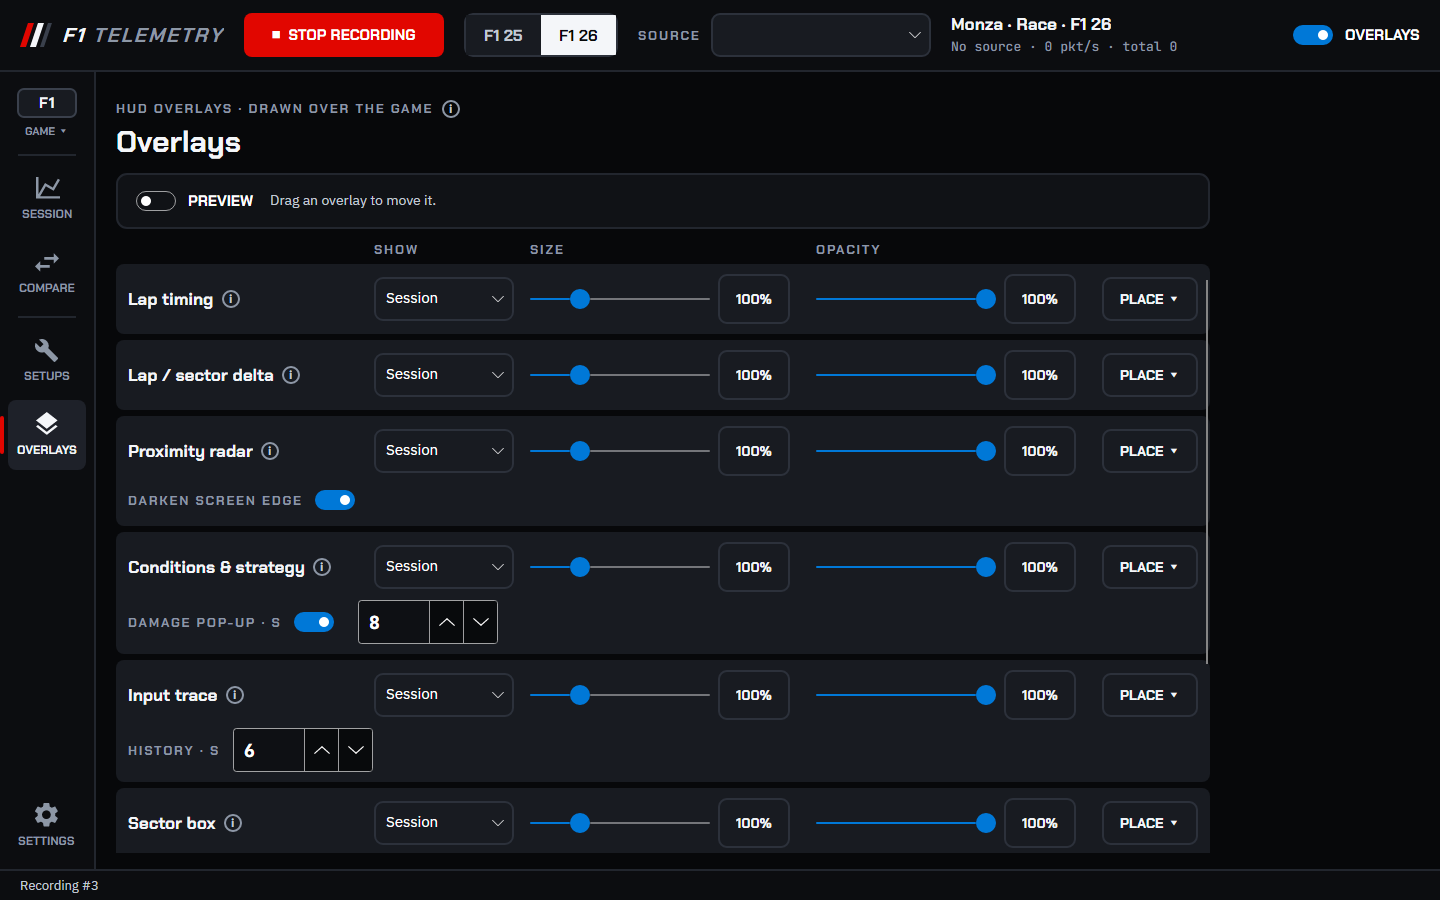 F1 TELEMETRY
STOP RECORDING
F1 25
F1 26
SOURCE
Monza · Race · F1 26
No source · 0 pkt/s · total 0
OVERLAYS
F1
GAME
SESSION
COMPARE
SETUPS
OVERLAYS
SETTINGS
HUD OVERLAYS · DRAWN OVER THE GAME
Overlays
PREVIEW Drag an overlay to move it.
SHOW SIZE OPACITY
Lap timing Session 100% 100% PLACE
Lap / sector delta Session 100% 100% PLACE
Proximity radar Session 100% 100% PLACE
DARKEN SCREEN EDGE
Conditions & strategy Session 100% 100% PLACE
DAMAGE POP-UP · S 8
Input trace Session 100% 100% PLACE
HISTORY · S 6
Sector box Session 100% 100% PLACE
Recording #3